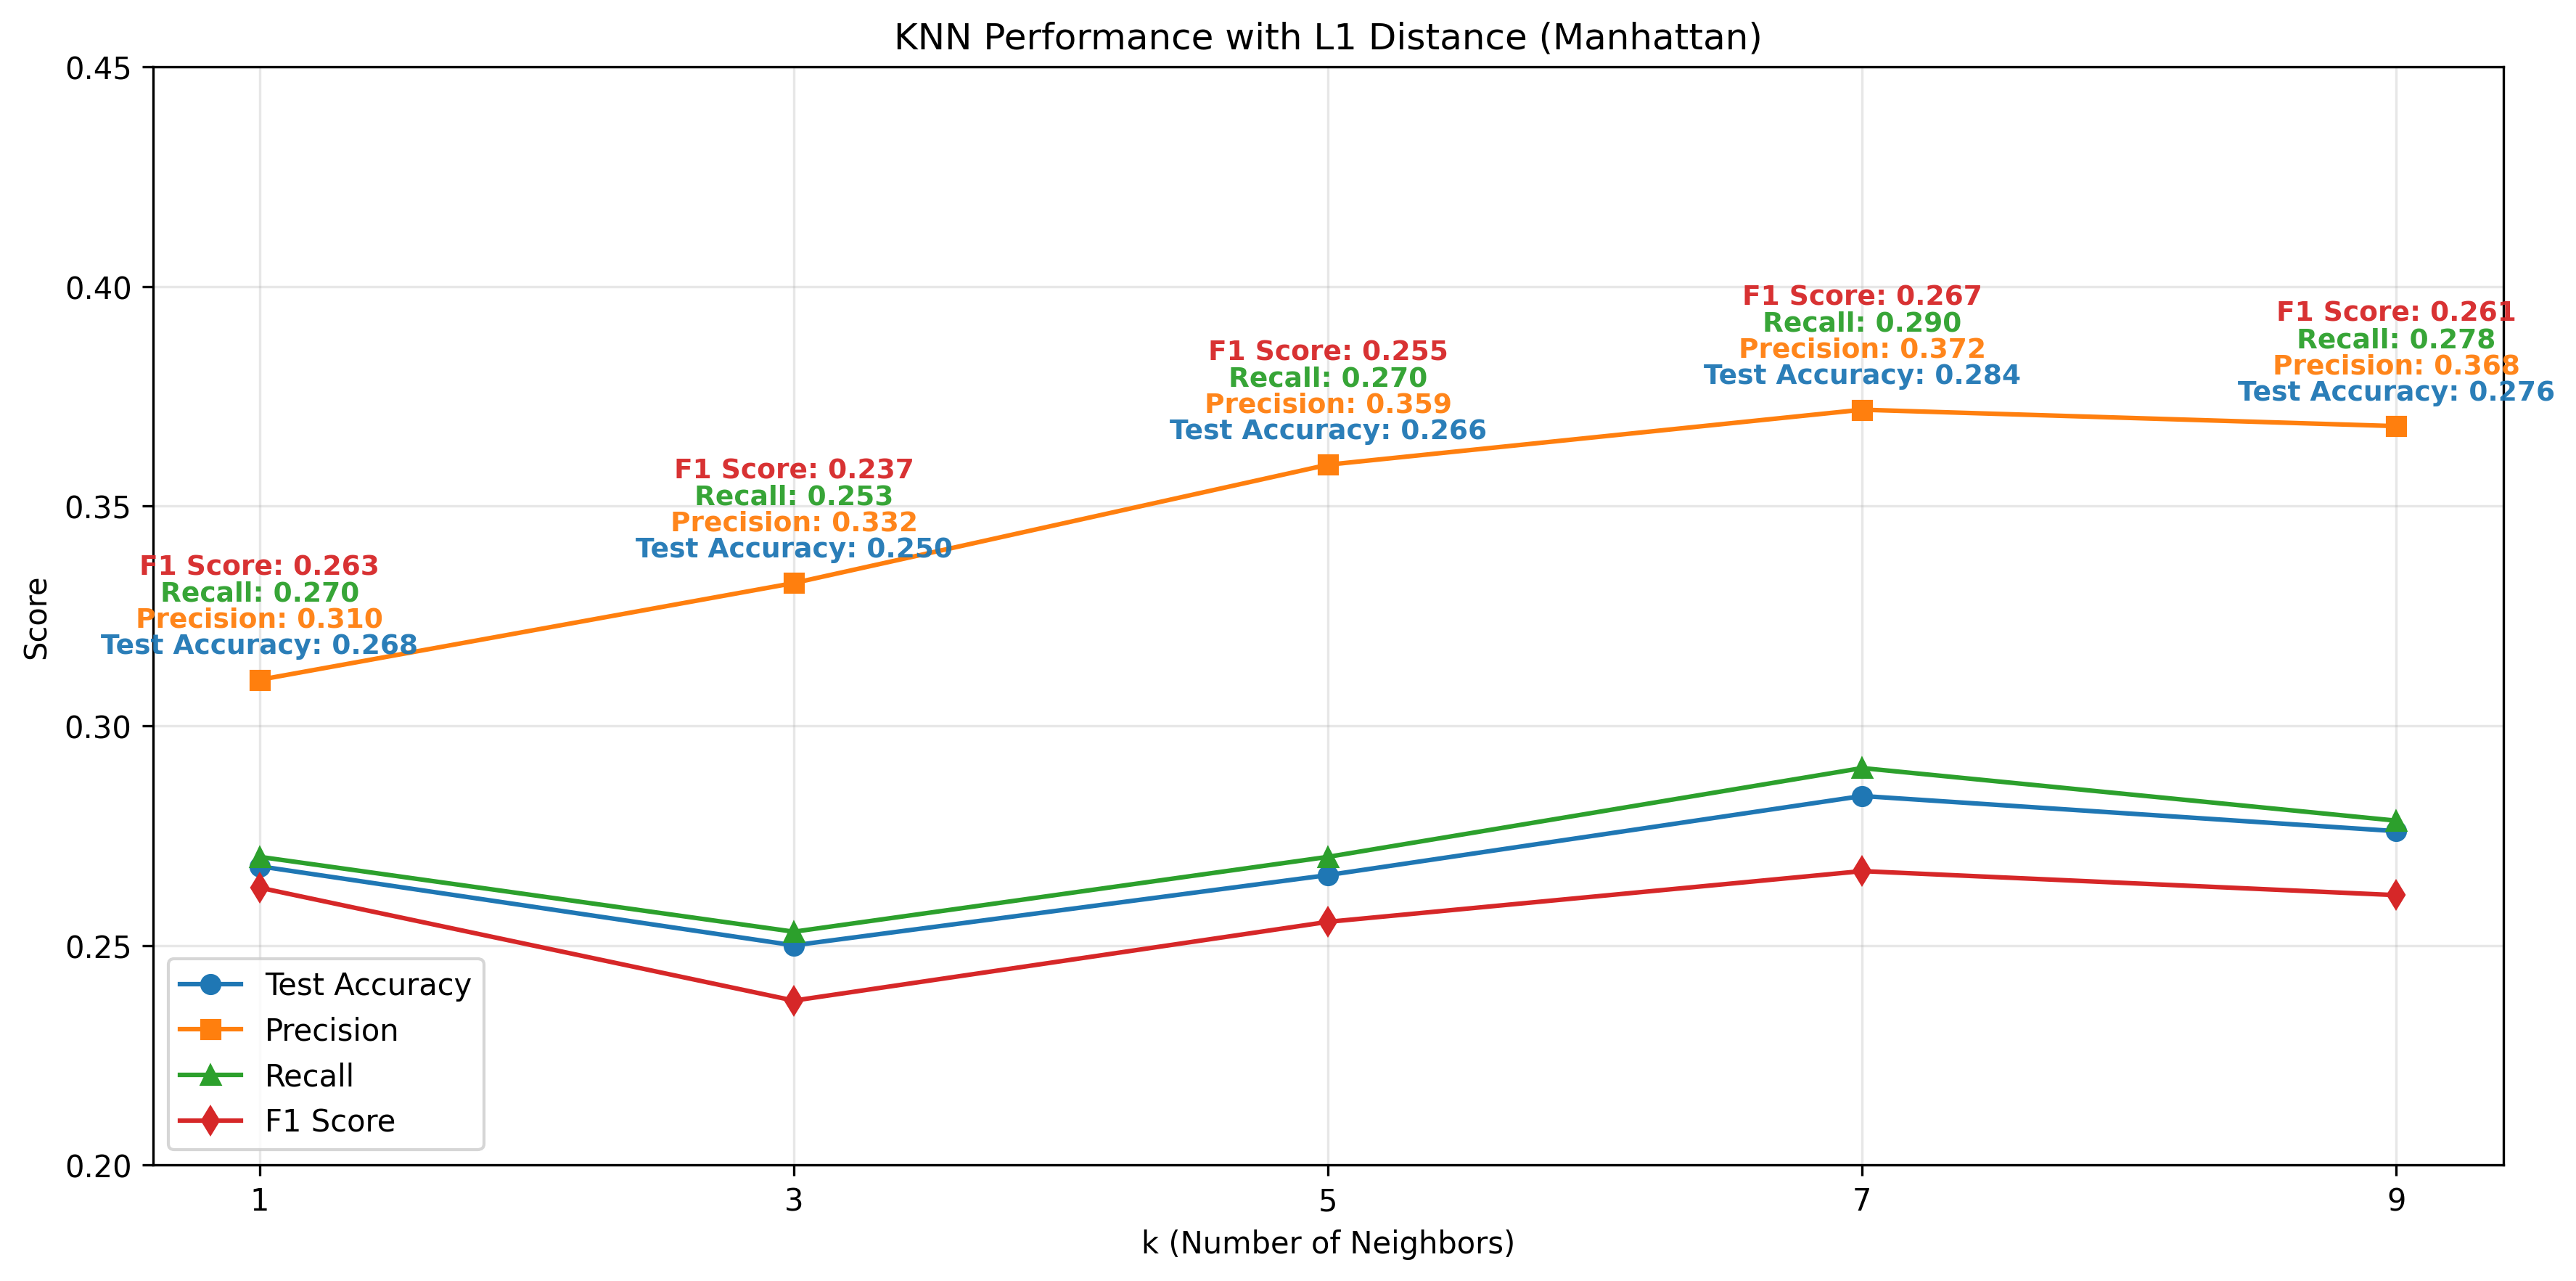 KNN Performance with L1 Distance (Manhattan)
0.45
0.40
0.35
0.30
0.25
0.20
Score
F1 Score: 0.263
Recall: 0.270
Precision: 0.310
Test Accuracy: 0.268
F1 Score: 0.237
Recall: 0.253
Precision: 0.332
Test Accuracy: 0.250
F1 Score: 0.255
Recall: 0.270
Precision: 0.359
Test Accuracy: 0.266
F1 Score: 0.267
Recall: 0.290
Precision: 0.372
Test Accuracy: 0.284
F1 Score: 0.261
Recall: 0.278
Precision: 0.368
Test Accuracy: 0.276
Test Accuracy
Precision
Recall
F1 Score
1 3 5 7 9
k (Number of Neighbors)